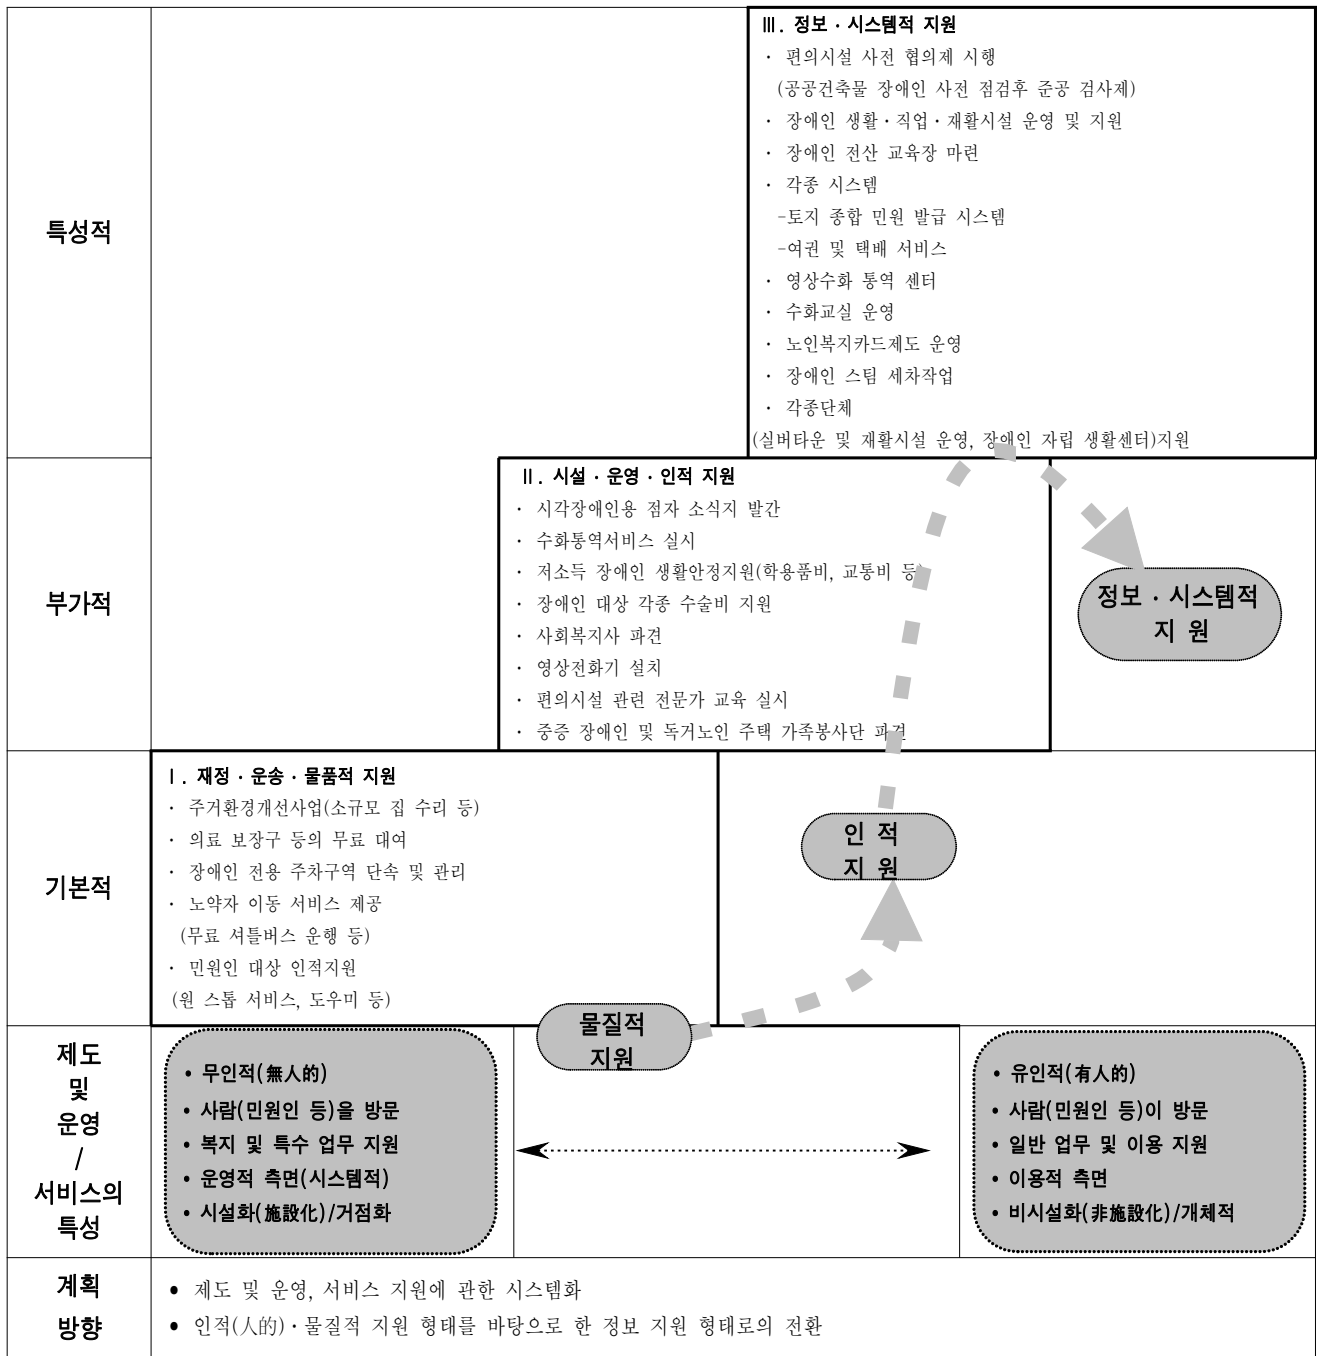 Ⅲ. 정보 · 시스템적 지원
· 편의시설 사전 협의제 시행
(공공건축물 장애인 사전 점검후 준공 검사제)
· 장애인 생활·직업·재활시설 운영 및 지원
· 장애인 전산 교육장 마련
· 각종 시스템
-토지 종합 민원 발급 시스템
-여권 및 택배 서비스
· 영상수화 통역 센터
· 수화교실 운영
· 노인복지카드제도 운영
· 장애인 스팀 세차작업
· 각종단체
(실버타운 및 재활시설 운영, 장애인 자립 생활센터)지원
특성적
Ⅱ. 시설 · 운영 · 인적 지원
· 시각장애인용 점자 소식지 발간
· 수화통역서비스 실시
· 저소득 장애인 생활안정지원(학용품비, 교통비 등)
· 장애인 대상 각종 수술비 지원
· 사회복지사 파견
· 영상전화기 설치
· 편의시설 관련 전문가 교육 실시
· 중증 장애인 및 독거노인 주택 가족봉사단 파견
부가적
정보 · 시스템적
지 원
Ⅰ. 재정 · 운송 · 물품적 지원
· 주거환경개선사업(소규모 집 수리 등)
· 의료 보장구 등의 무료 대여
· 장애인 전용 주차구역 단속 및 관리
· 노약자 이동 서비스 제공
(무료 셔틀버스 운행 등)
· 민원인 대상 인적지원
(원 스톱 서비스, 도우미 등)
기본적
인 적
지 원
물질적
지원
제도
및
운영
/
서비스의
특성
• 무인적(無人的)
• 사람(민원인 등)을 방문
• 복지 및 특수 업무 지원
• 운영적 측면(시스템적)
• 시설화(施設化)/거점화
• 유인적(有人的)
• 사람(민원인 등)이 방문
• 일반 업무 및 이용 지원
• 이용적 측면
• 비시설화(非施設化)/개체적
계획
방향
• 제도 및 운영, 서비스 지원에 관한 시스템화
• 인적(人的)·물질적 지원 형태를 바탕으로 한 정보 지원 형태로의 전환